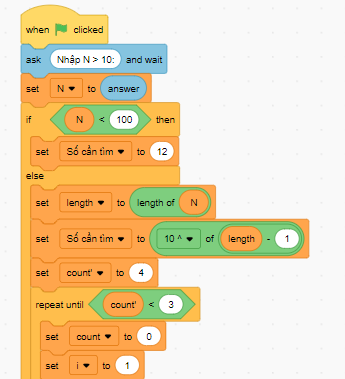 when clicked
ask Nhập N > 10: and wait
set N to answer
if N < 100 then
set Số cần tìm to 12
else
set length to length of N
set Số cần tìm to 10 ^ of length - 1
set count' to 4
repeat until count' < 3
set count to 0
set i to 1